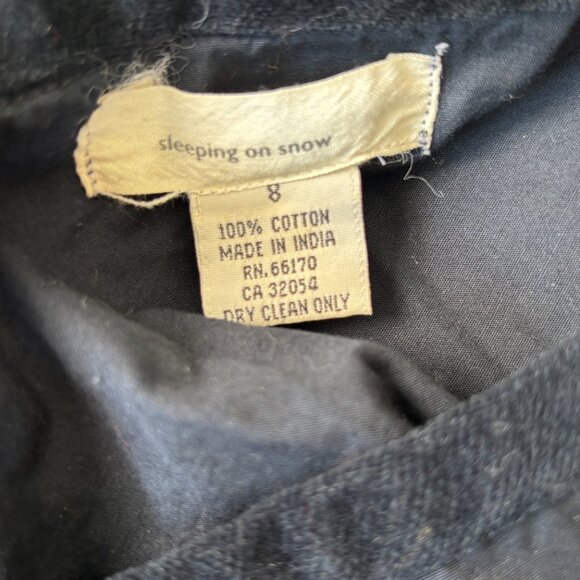 sleeping on snow
8
100% COTTON
MADE IN INDIA
RN.66170
CA 32054
DRY CLEAN ONLY